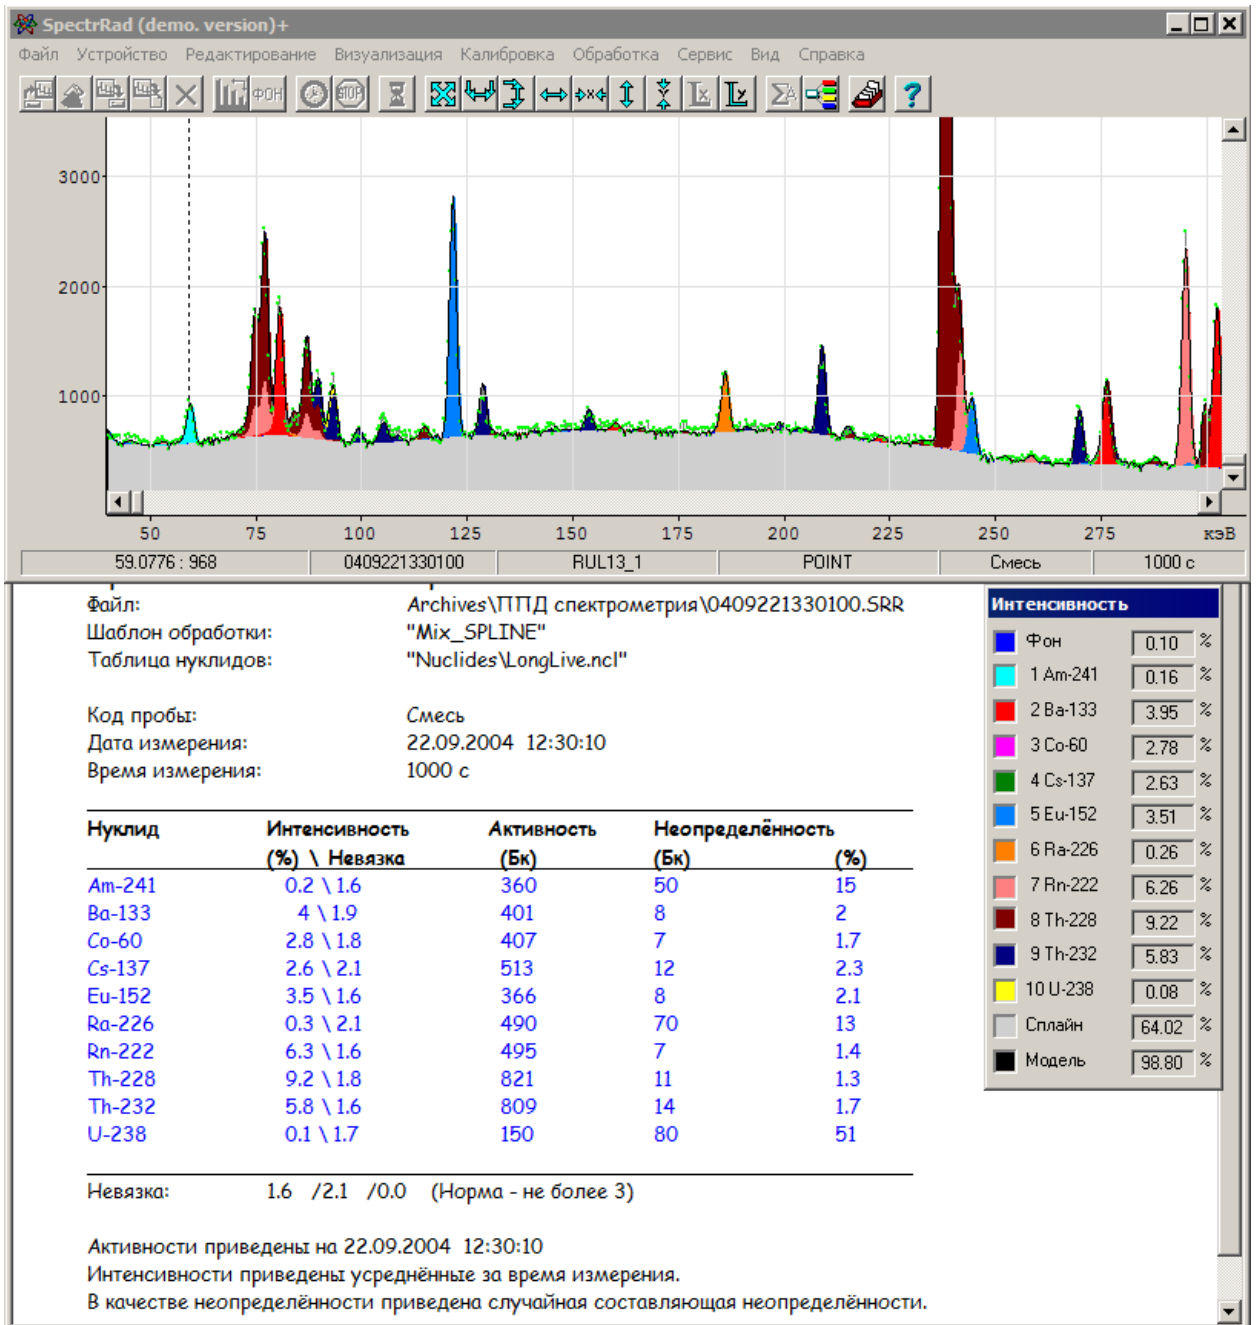 SpectrRad (demo. version)+
Файл Устройство Редактирование Визуализация Калибровка Обработка Сервис Вид Справка
ФОН STOP
3000
2000
1000
50 75 100 125 150 175 200 225 250 275 кэВ
59.0776 : 968 0409221330100 RUL13_1 POINT Смесь 1000 с
Файл: Archives\ППД спектрометрия\0409221330100.SRR
Шаблон обработки: "Mix_SPLINE"
Таблица нуклидов: "Nuclides\LongLive.ncl"
Код пробы: Смесь
Дата измерения: 22.09.2004 12:30:10
Время измерения: 1000 с
Нуклид Интенсивность Активность Неопределённость
(%) \ Невязка (Бк) (Бк) (%)
Am-241 0.2 \ 1.6 360 50 15
Ba-133 4 \ 1.9 401 8 2
Co-60 2.8 \ 1.8 407 7 1.7
Cs-137 2.6 \ 2.1 513 12 2.3
Eu-152 3.5 \ 1.6 366 8 2.1
Ra-226 0.3 \ 2.1 490 70 13
Rn-222 6.3 \ 1.6 495 7 1.4
Th-228 9.2 \ 1.8 821 11 1.3
Th-232 5.8 \ 1.6 809 14 1.7
U-238 0.1 \ 1.7 150 80 51
Невязка: 1.6 /2.1 /0.0 (Норма - не более 3)
Активности приведены на 22.09.2004 12:30:10
Интенсивности приведены усреднённые за время измерения.
В качестве неопределённости приведена случайная составляющая неопределённости.
Интенсивность
Фон 0.10 %
1 Am-241 0.16 %
2 Ba-133 3.95 %
3 Co-60 2.78 %
4 Cs-137 2.63 %
5 Eu-152 3.51 %
6 Ra-226 0.26 %
7 Rn-222 6.26 %
8 Th-228 9.22 %
9 Th-232 5.83 %
10 U-238 0.08 %
Сплайн 64.02 %
Модель 98.80 %